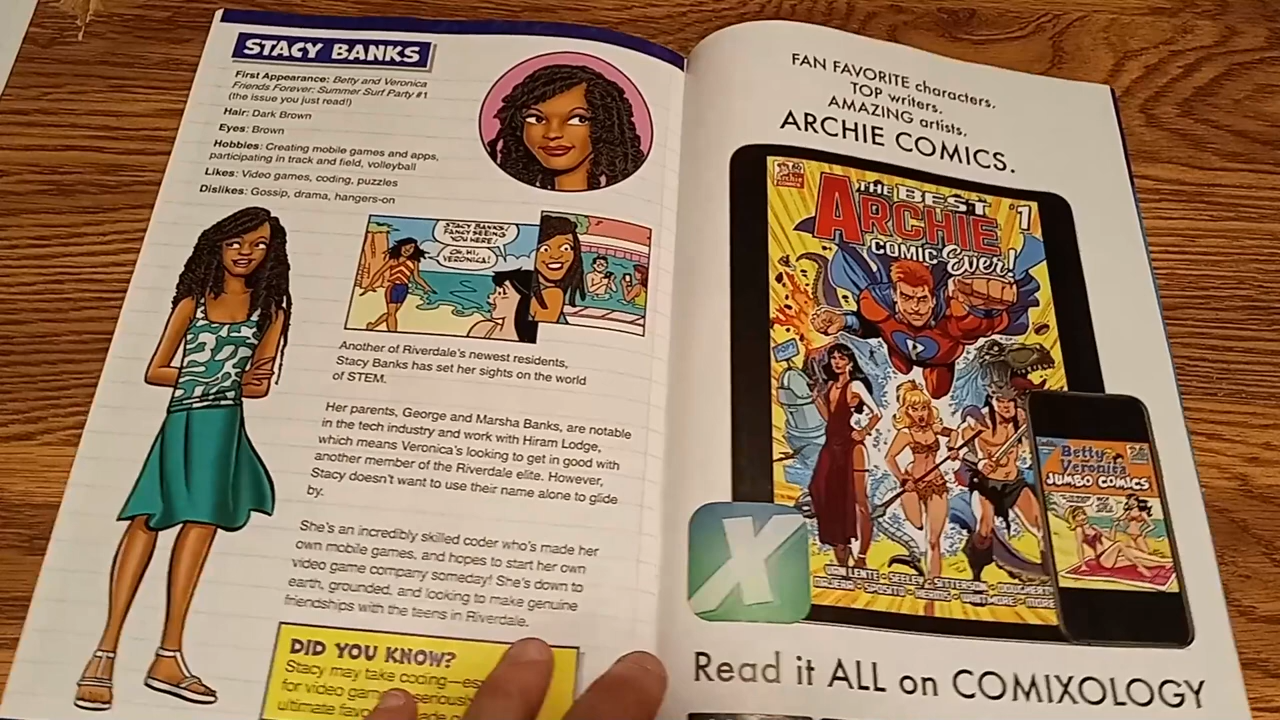 STACY BANKS
First Appearance: Betty and Veronica
Friends Forever: Summer Surf Party #1
(the issue you just read!)
Hair: Dark Brown
Eyes: Brown
Hobbies: Creating mobile games and apps,
participating in track and field, volleyball
Likes: Video games, coding, puzzles
Dislikes: Gossip, drama, hangers-on
STACY BANKS!
FANCY SEEING
YOU HERE!
OH, HI,
VERONICA!
Another of Riverdale's newest residents,
Stacy Banks has set her sights on the world
of STEM.
Her parents, George and Marsha Banks, are notable
in the tech industry and work with Hiram Lodge,
which means Veronica's looking to get in good with
another member of the Riverdale elite. However,
Stacy doesn't want to use their name alone to glide
by.
She's an incredibly skilled coder who's made her
own mobile games, and hopes to start her own
video game company someday! She's down to
earth, grounded, and looking to make genuine
friendships with the teens in Riverdale.
DID YOU KNOW?
Stacy may take coding
for video
ultimate
FAN FAVORITE characters,
TOP writers,
AMAZING artists,
ARCHIE COMICS.
Archie
COMICS
THE BEST
ARCHIE
COMIC Ever!
#1
POP'S
VAN LENTE • SEELEY • SITTERSON •
• SPOSITO • • • MORE
Betty
Veronica
JUMBO COMICS
X
Read it ALL on COMIXOLOGY